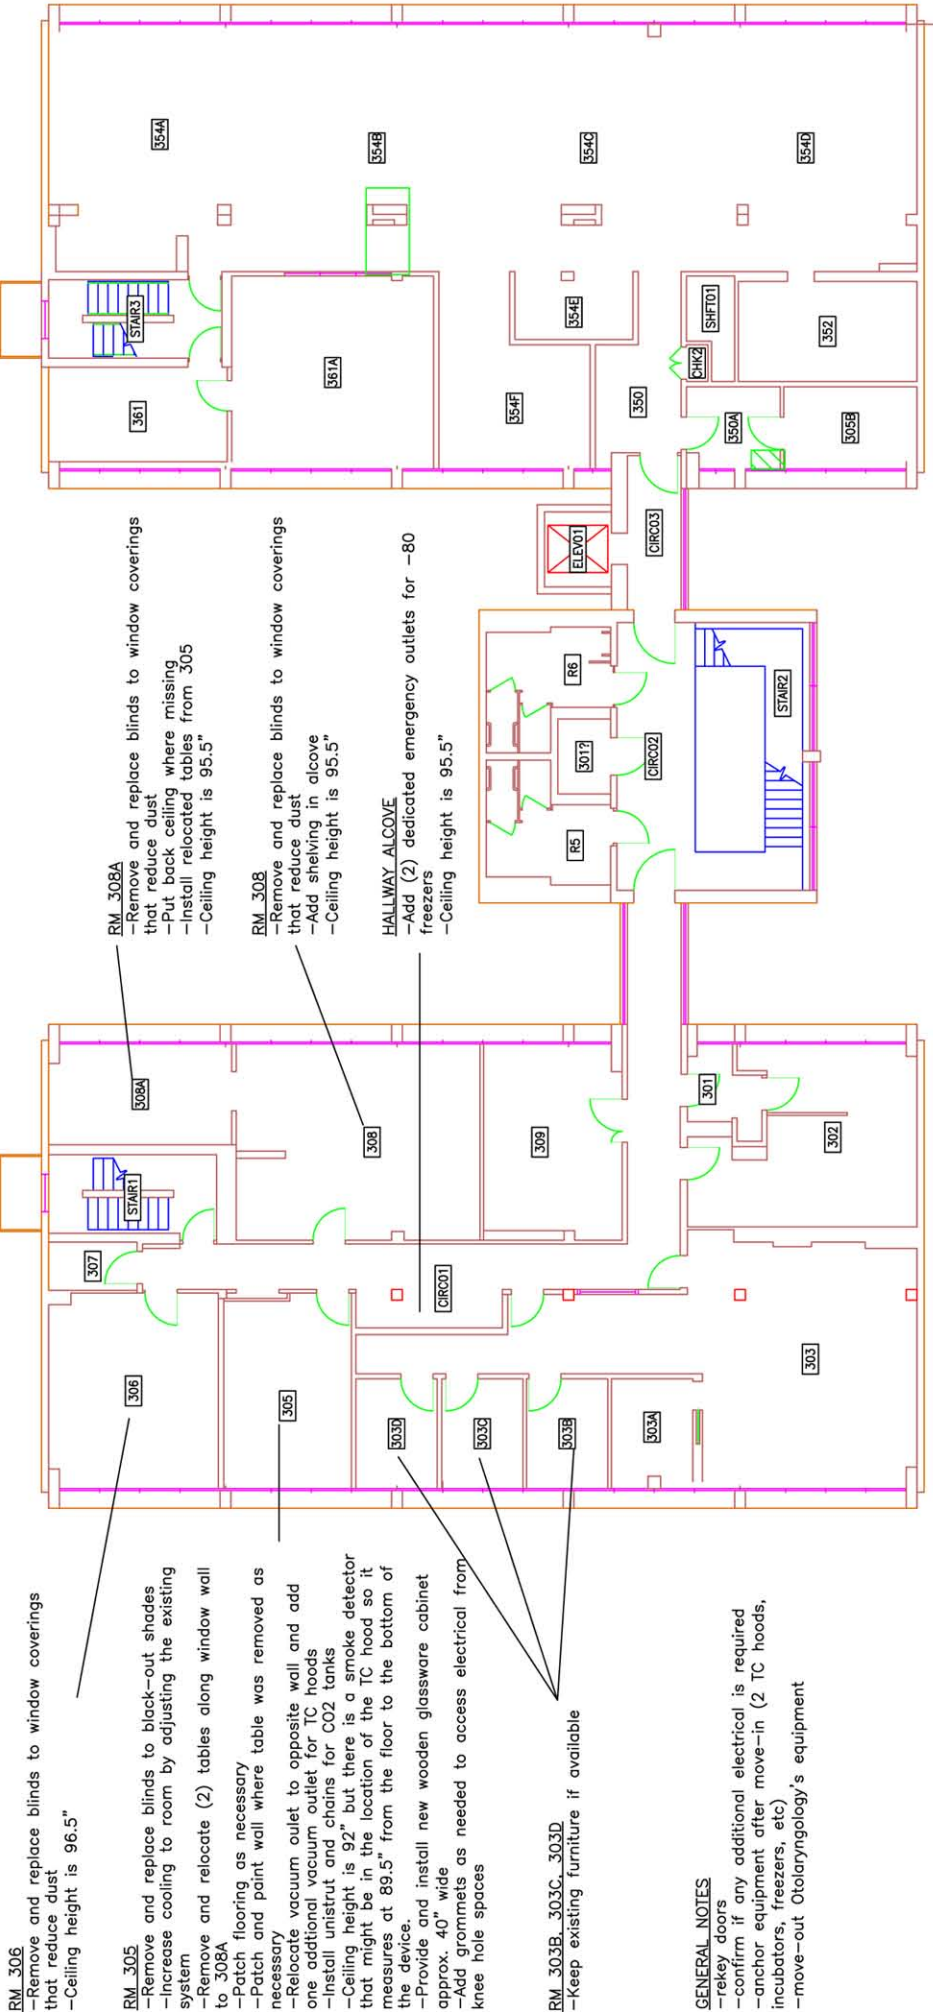 RM 306
-Remove and replace blinds to window coverings
that reduce dust
-Ceiling height is 96.5"
RM 305
-Remove and replace blinds to black-out shades
-Increase cooling to room by adjusting the existing
system
-Remove and relocate (2) tables along window wall
to 308A
-Patch flooring as necessary
-Patch and paint wall where table was removed as
necessary
-Relocate vacuum oulet to opposite wall and add
one additional vacuum outlet for TC hoods
-Install unistrut and chains for CO2 tanks
-Ceiling height is 92" but there is a smoke detector
that might be in the location of the TC hood so it
measures at 89.5" from the floor to the bottom of
the device.
-Provide and install new wooden glassware cabinet
approx. 40" wide
-Add grommets as needed to access electrical from
knee hole spaces
RM 303B, 303C, 303D
-Keep existing furniture if available
GENERAL NOTES
-rekey doors
-confirm if any additional electrical is required
-anchor equipment after move-in (2 TC hoods,
incubators, freezers, etc)
-move-out Otolaryngology's equipment
RM 308A
-Remove and replace blinds to window coverings
that reduce dust
-Put back ceiling where missing
-Install relocated tables from 305
-Ceiling height is 95.5"
RM 308
-Remove and replace blinds to window coverings
that reduce dust
-Add shelving in alcove
-Ceiling height is 95.5"
HALLWAY ALCOVE
-Add (2) dedicated emergency outlets for -80
freezers
-Ceiling height is 95.5"
306
307
STAIR1
308A
305
308
303D
303C
303B
303A
CIRC01
309
303
301
302
R5
301?
R6
CIRC02
STAIR2
ELEV01
CIRC03
361
STAIR3
354A
361A
354B
354F
354E
354C
350
CHK2
SHFT01
350A
305B
352
354D